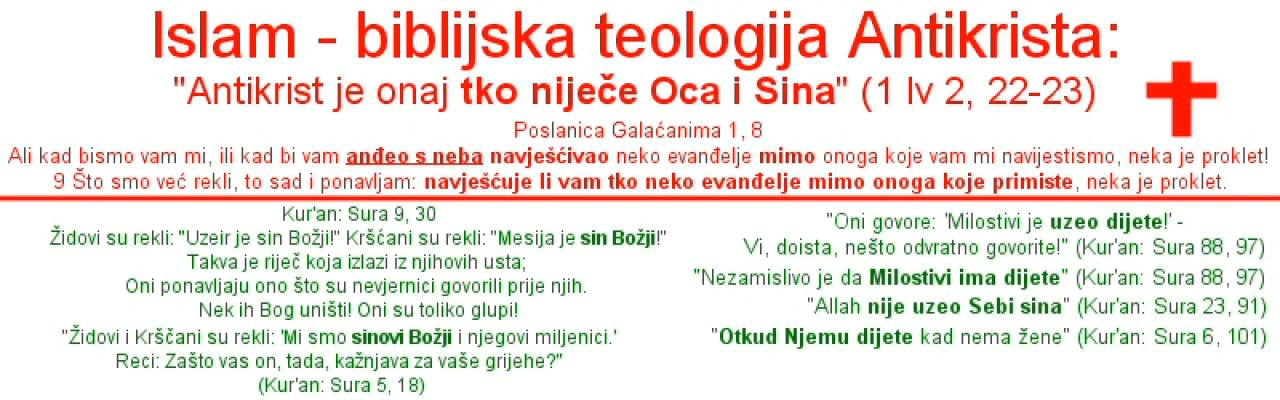 Islam - biblijska teologija Antikrista:
"Antikrist je onaj tko niječe Oca i Sina" (1 Iv 2, 22-23)
Poslanica Galaćanima 1, 8
Ali kad bismo vam mi, ili kad bi vam anđeo s neba navješćivao neko evanđelje mimo onoga koje vam mi navijestismo, neka je proklet!
9 Što smo već rekli, to sad i ponavljam: navješćuje li vam tko neko evanđelje mimo onoga koje primiste, neka je proklet.
Kur'an: Sura 9, 30
Židovi su rekli: "Uzeir je sin Božji!" Kršćani su rekli: "Mesija je sin Božji!"
Takva je riječ koja izlazi iz njihovih usta;
Oni ponavljaju ono što su nevjernici govorili prije njih.
Nek ih Bog uništi! Oni su toliko glupi!
"Židovi i Krščani su rekli: 'Mi smo sinovi Božji i njegovi miljenici.'
Reci: Zašto vas on, tada, kažnjava za vaše grijehe?"
(Kur'an: Sura 5, 18)
"Oni govore: 'Milostivi je uzeo dijete!' -
Vi, doista, nešto odvratno govorite!" (Kur'an: Sura 88, 97)
"Nezamislivo je da Milostivi ima dijete" (Kur'an: Sura 88, 97)
"Allah nije uzeo Sebi sina" (Kur'an: Sura 23, 91)
"Otkud Njemu dijete kad nema žene" (Kur'an: Sura 6, 101)